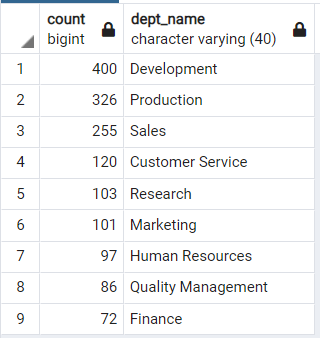 count dept_name
bigint character varying (40)
1 400 Development
2 326 Production
3 255 Sales
4 120 Customer Service
5 103 Research
6 101 Marketing
7 97 Human Resources
8 86 Quality Management
9 72 Finance